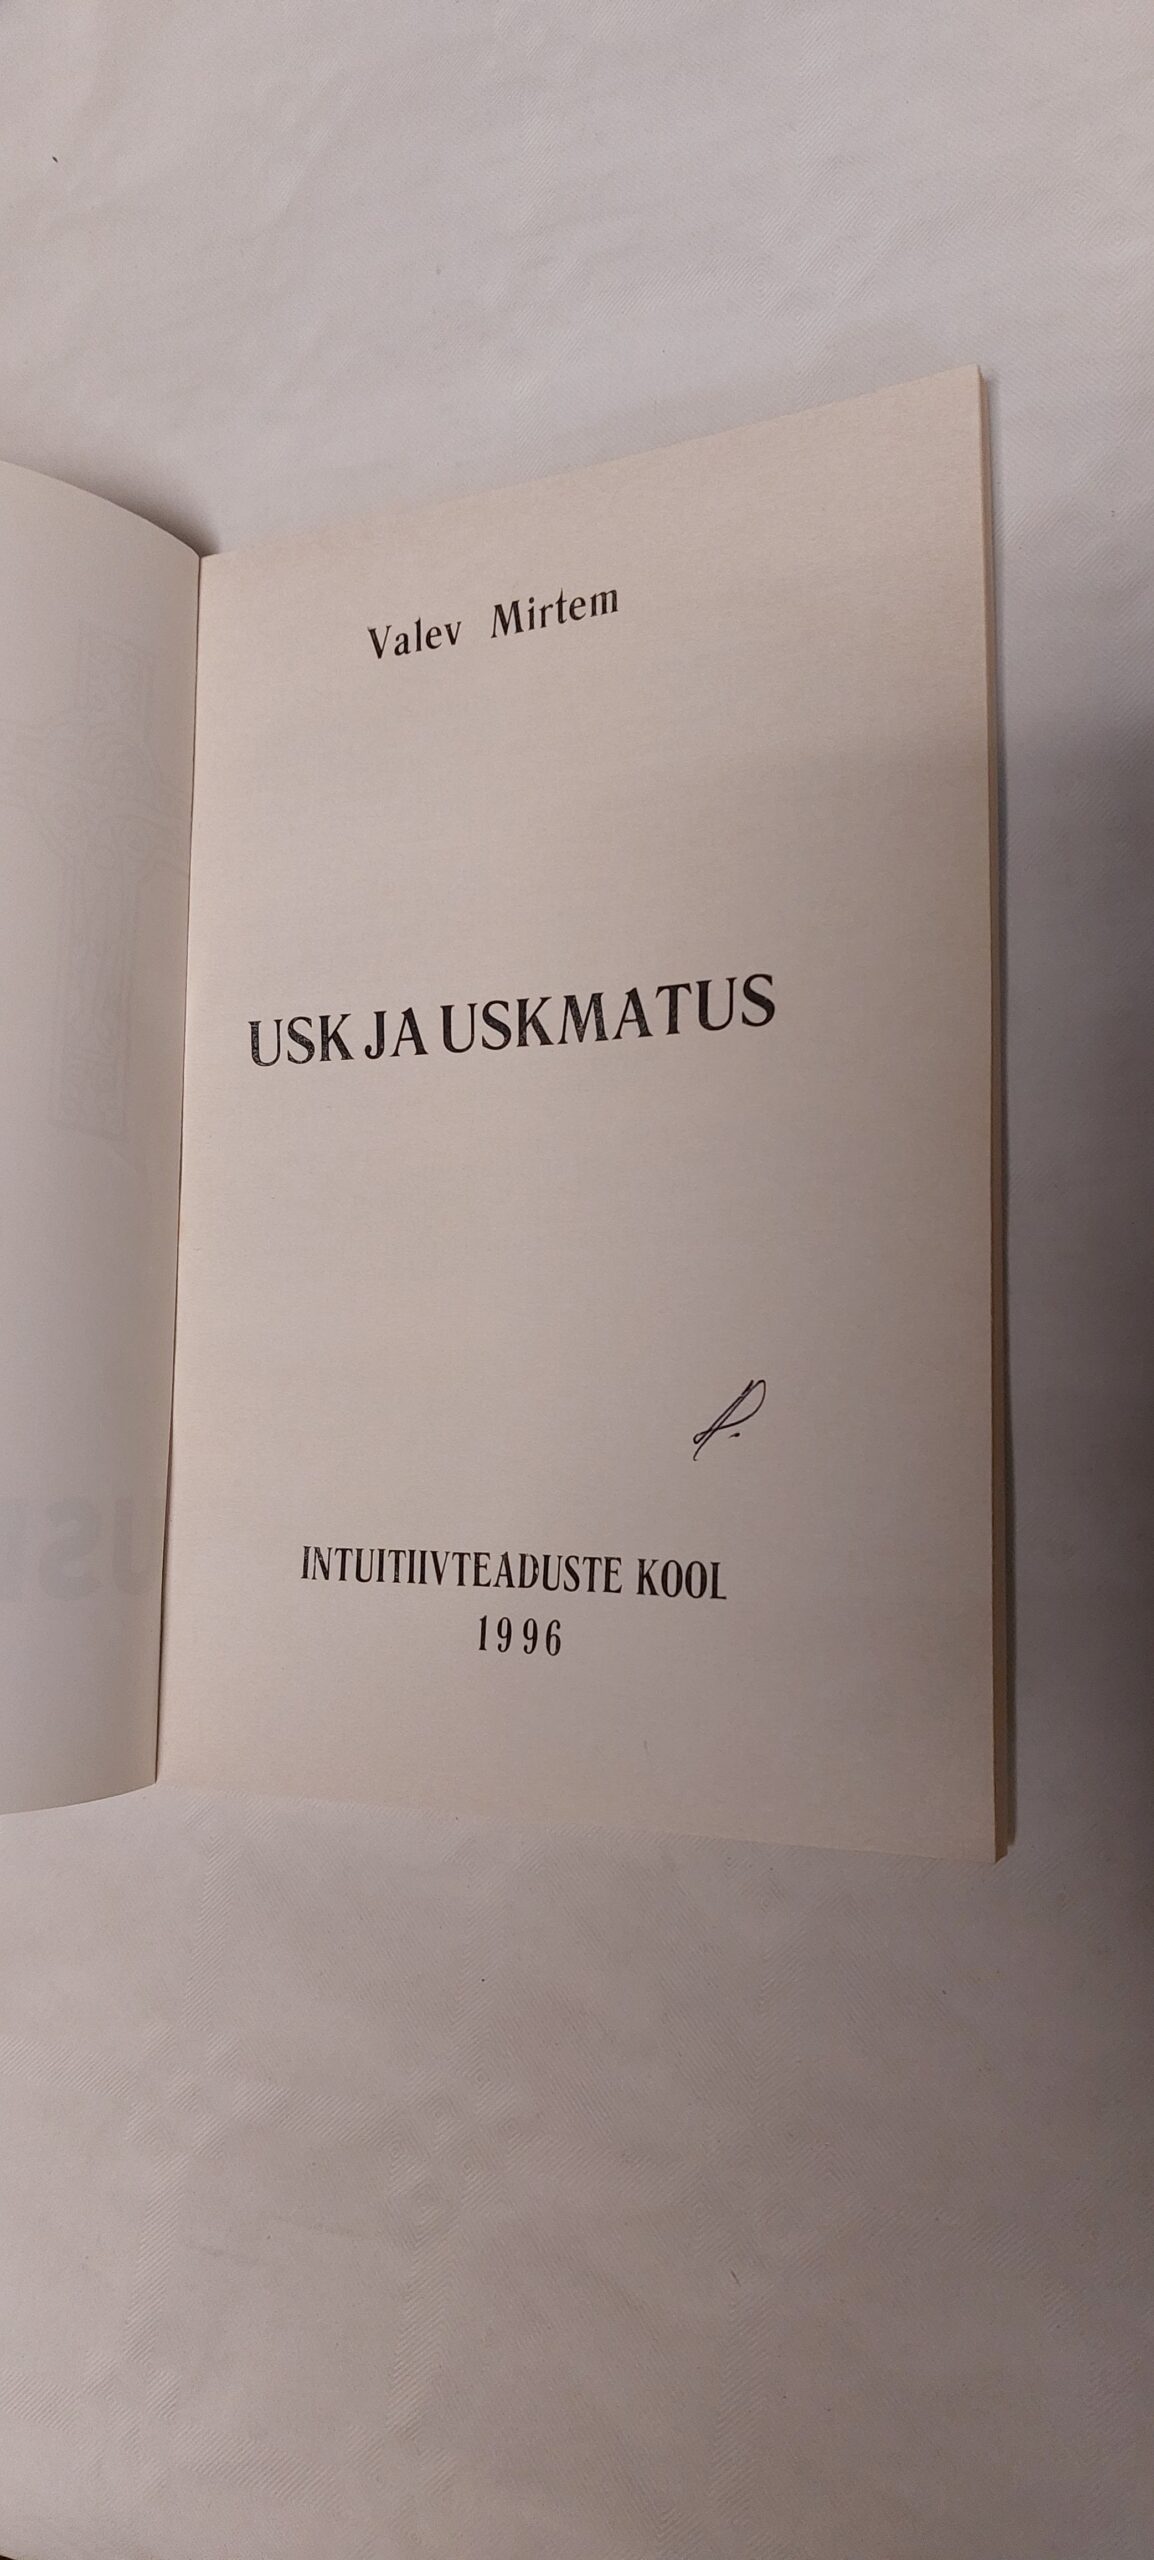 Valev Mirtem
USK JA USKMATUS
P.
INTUITIIVTEADUSTE KOOL
1996